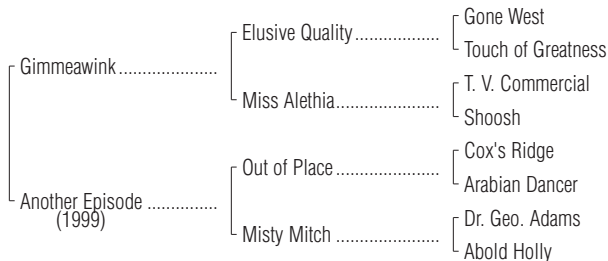 Gone West
Elusive Quality ..................
Touch of Greatness
Gimmeawink .....................
T. V. Commercial
Miss Alethia......................
Shoosh
Cox's Ridge
Out of Place ......................
Arabian Dancer
Another Episode ...............
(1999)
Dr. Geo. Adams
Misty Mitch ......................
Abold Holly